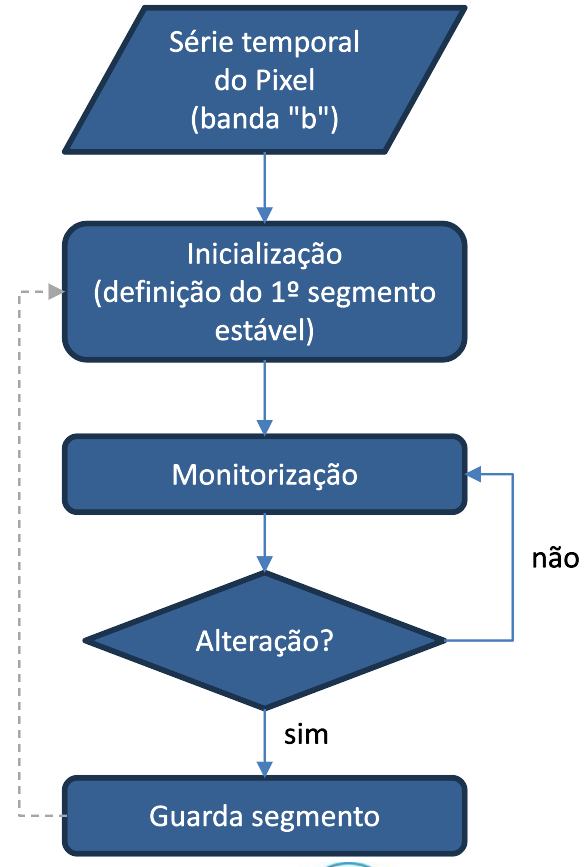 Série temporal
do Pixel
(banda "b")
Inicialização
(definição do 1º segmento
estável)
Monitorização
não
Alteração?
sim
Guarda segmento